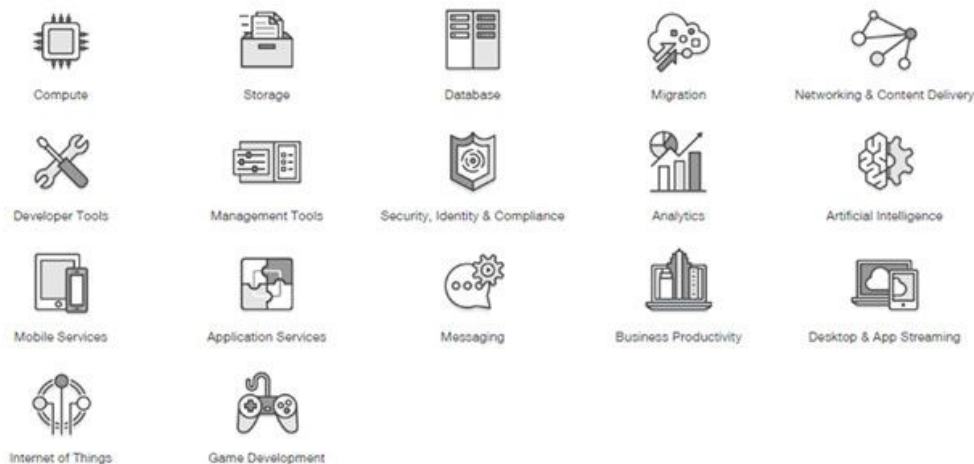 Compute
Storage
Database
Migration
Networking & Content Delivery
Developer Tools
Management Tools
Security, Identity & Compliance
Analytics
Artificial Intelligence
Mobile Services
Application Services
Messaging
Business Productivity
Desktop & App Streaming
Internet of Things
Game Development